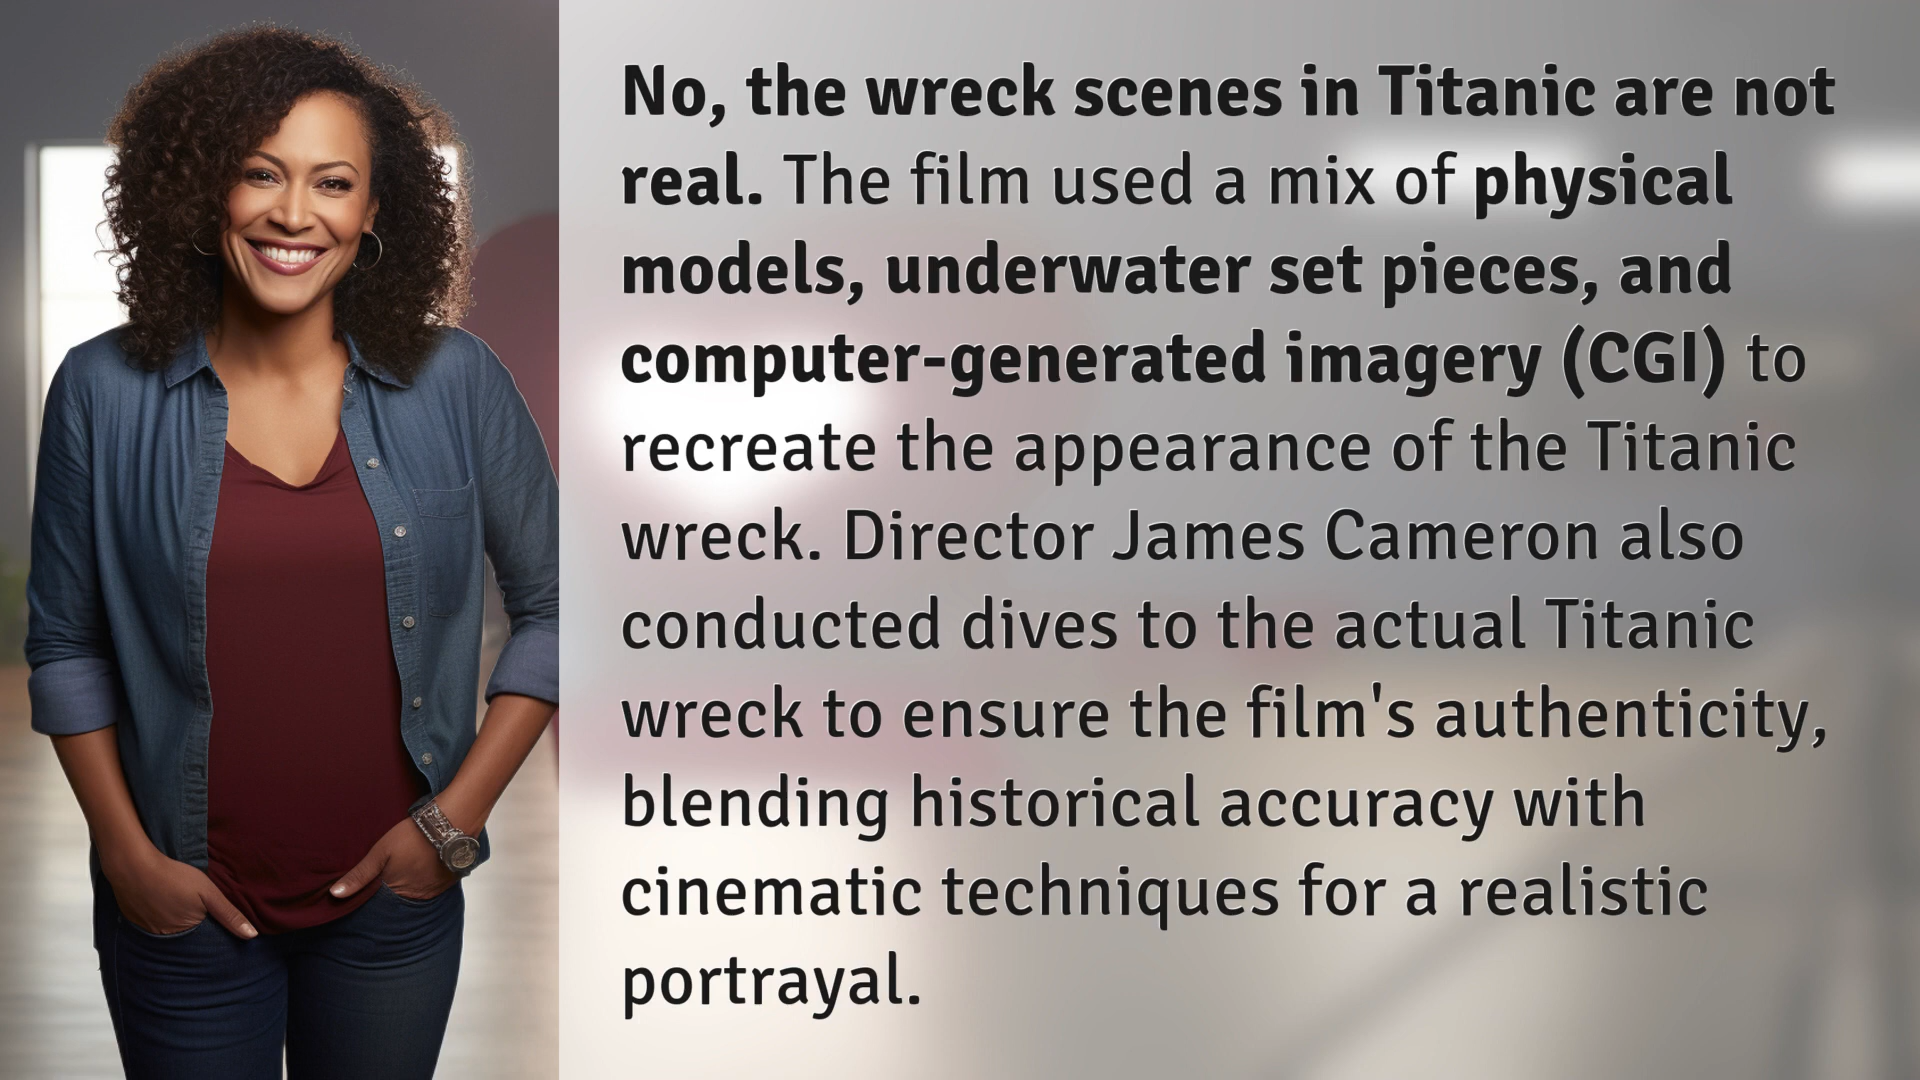 No, the wreck scenes in Titanic are not
real. The film used a mix of physical
models, underwater set pieces, and
computer-generated imagery (CGI) to
recreate the appearance of the Titanic
wreck. Director James Cameron also
conducted dives to the actual Titanic
wreck to ensure the film's authenticity,
blending historical accuracy with
cinematic techniques for a realistic
portrayal.